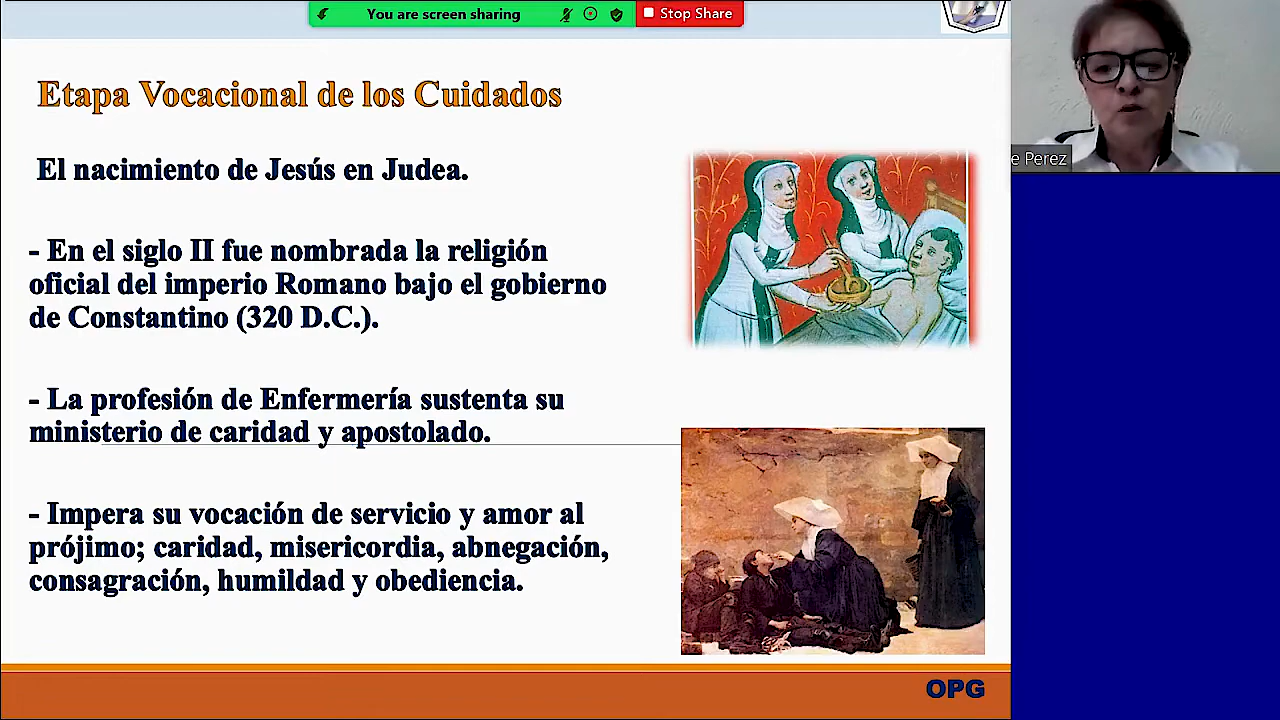 You are screen sharing
Stop Share
Etapa Vocacional de los Cuidados
El nacimiento de Jesús en Judea.
- En el siglo II fue nombrada la religión
oficial del imperio Romano bajo el gobierno
de Constantino (320 D.C.).
- La profesión de Enfermería sustenta su
ministerio de caridad y apostolado.
- Impera su vocación de servicio y amor al
prójimo; caridad, misericordia, abnegación,
consagración, humildad y obediencia.
e Perez
OPG